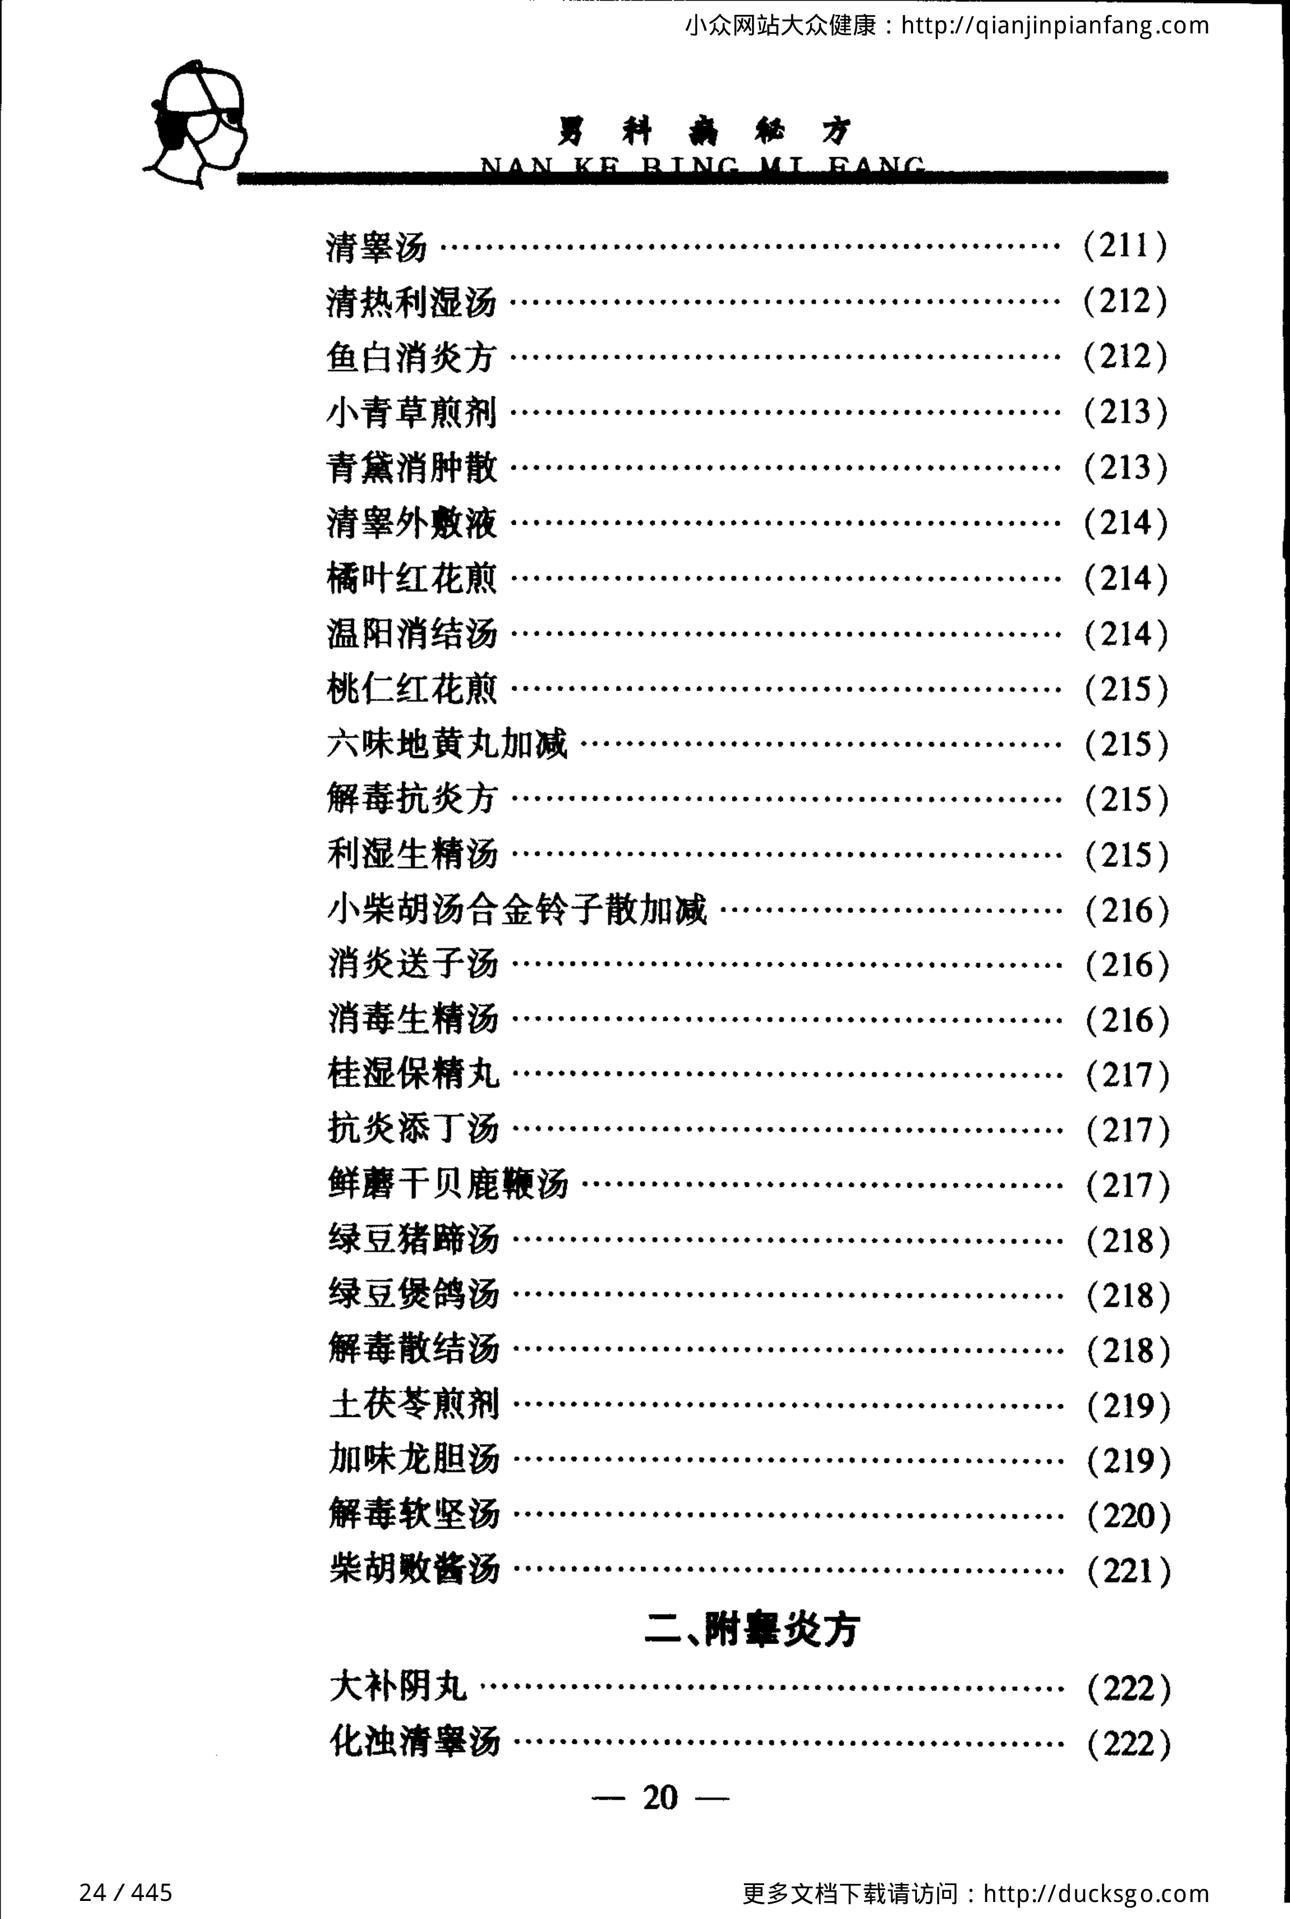 小众网站大众健康：http://qianjinpianfang.com
男科病秘方
NAN KE BING MI FANG
清睾汤 …… (211)
清热利湿汤 …… (212)
鱼白消炎方 …… (212)
小青草煎剂 …… (213)
青黛消肿散 …… (213)
清睾外敷液 …… (214)
橘叶红花煎 …… (214)
温阳消结汤 …… (214)
桃仁红花煎 …… (215)
六味地黄丸加减 …… (215)
解毒抗炎方 …… (215)
利湿生精汤 …… (215)
小柴胡汤合金铃子散加减 …… (216)
消炎送子汤 …… (216)
消毒生精汤 …… (216)
桂湿保精丸 …… (217)
抗炎添丁汤 …… (217)
鲜蘑干贝鹿鞭汤 …… (217)
绿豆猪蹄汤 …… (218)
绿豆煲鸽汤 …… (218)
解毒散结汤 …… (218)
土茯苓煎剂 …… (219)
加味龙胆汤 …… (219)
解毒软坚汤 …… (220)
柴胡败酱汤 …… (221)
二、附睾炎方
大补阴丸 …… (222)
化浊清睾汤 …… (222)
— 20 —
24 / 445
更多文档下载请访问：http://ducksgo.com